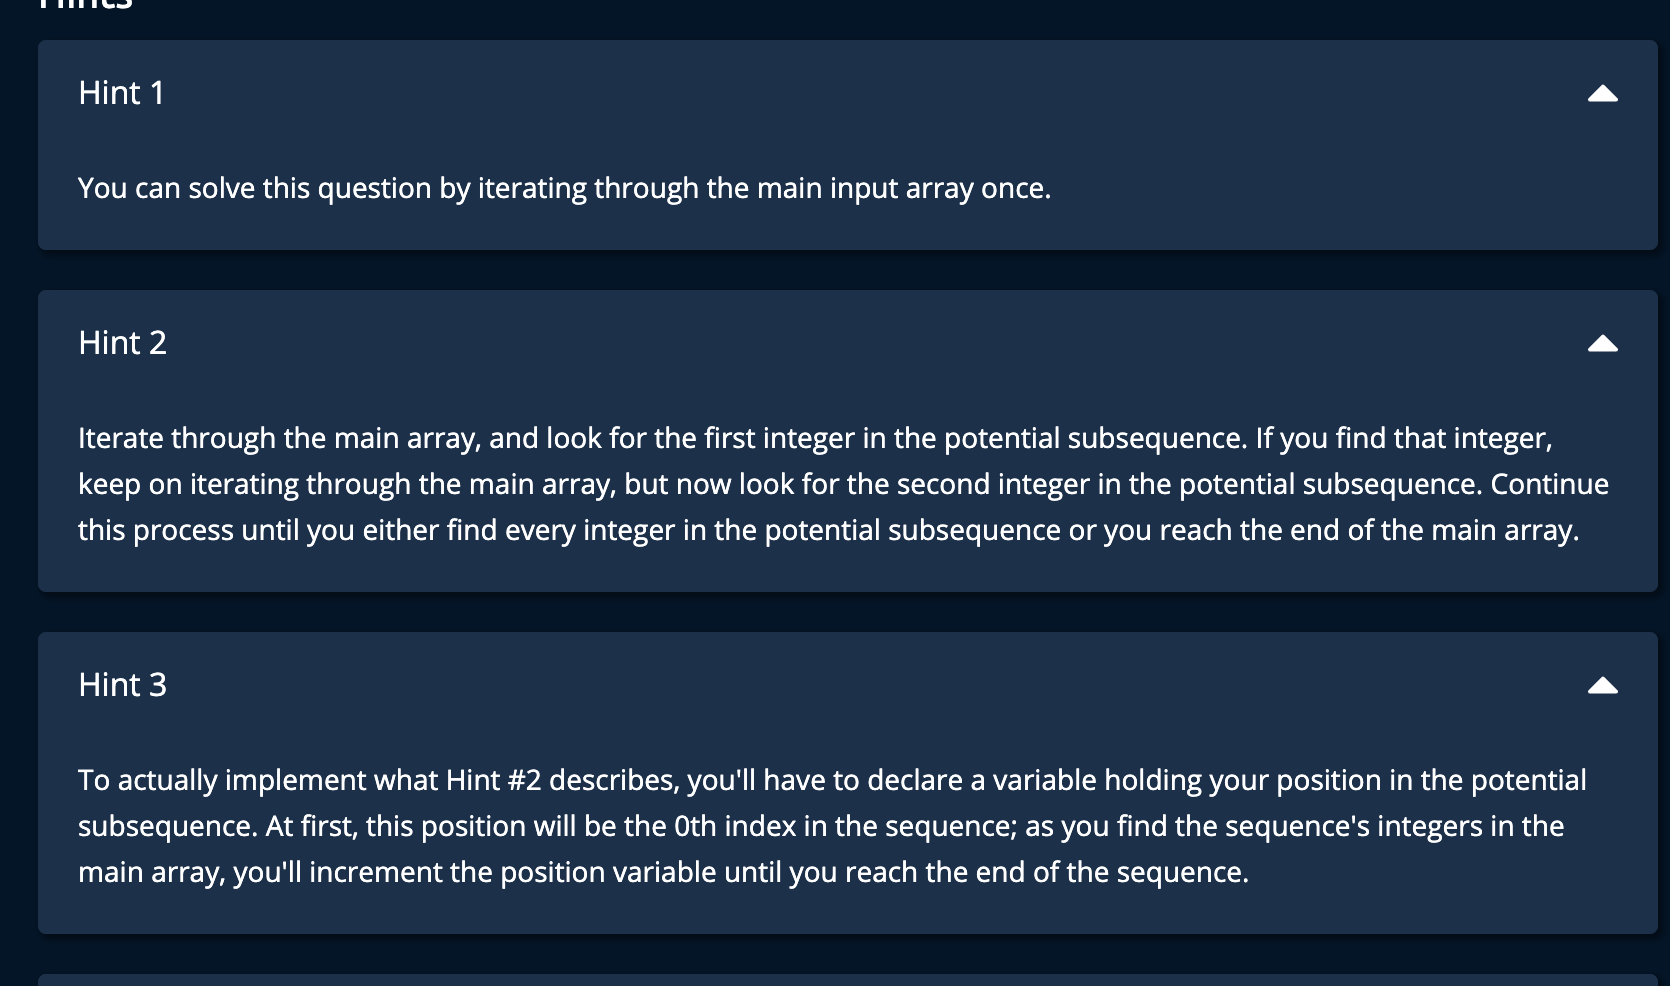 Hints
Hint 1
You can solve this question by iterating through the main input array once.
Hint 2
Iterate through the main array, and look for the first integer in the potential subsequence. If you find that integer,
keep on iterating through the main array, but now look for the second integer in the potential subsequence. Continue
this process until you either find every integer in the potential subsequence or you reach the end of the main array.
Hint 3
To actually implement what Hint #2 describes, you'll have to declare a variable holding your position in the potential
subsequence. At first, this position will be the 0th index in the sequence; as you find the sequence's integers in the
main array, you'll increment the position variable until you reach the end of the sequence.